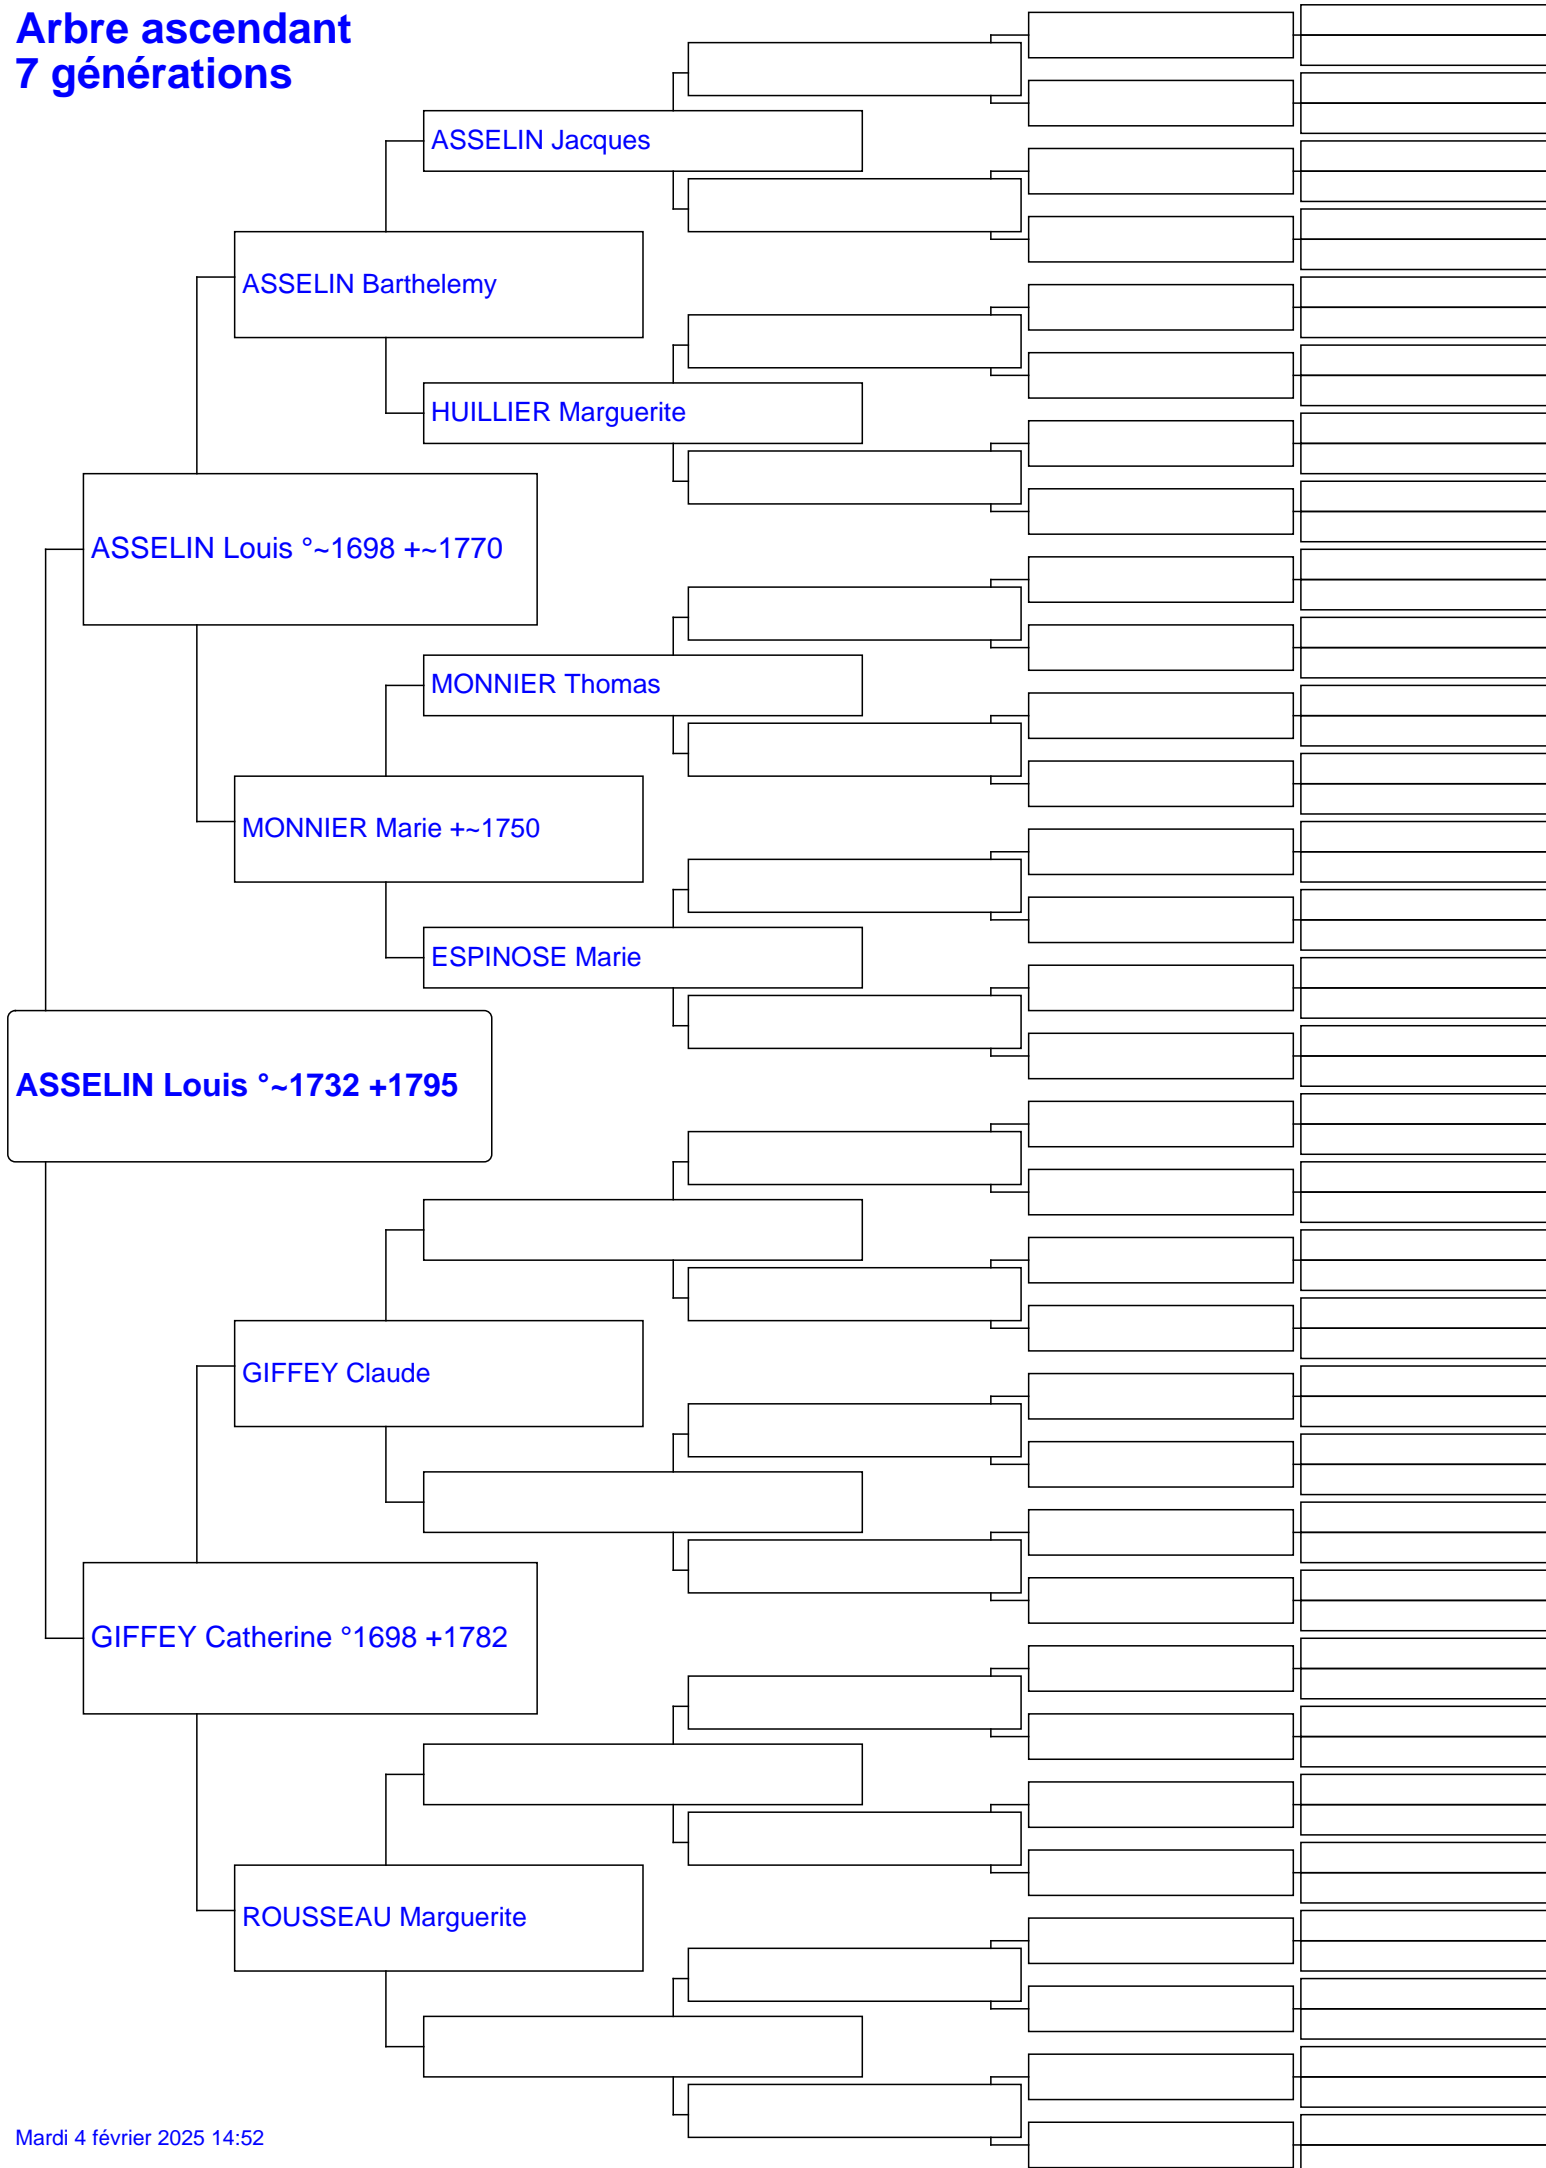 Arbre ascendant
7 générations
ASSELIN Jacques
ASSELIN Barthelemy
HUILLIER Marguerite
ASSELIN Louis °~1698 +~1770
MONNIER Thomas
MONNIER Marie +~1750
ESPINOSE Marie
ASSELIN Louis °~1732 +1795
GIFFEY Claude
GIFFEY Catherine °1698 +1782
ROUSSEAU Marguerite
Mardi 4 février 2025 14:52